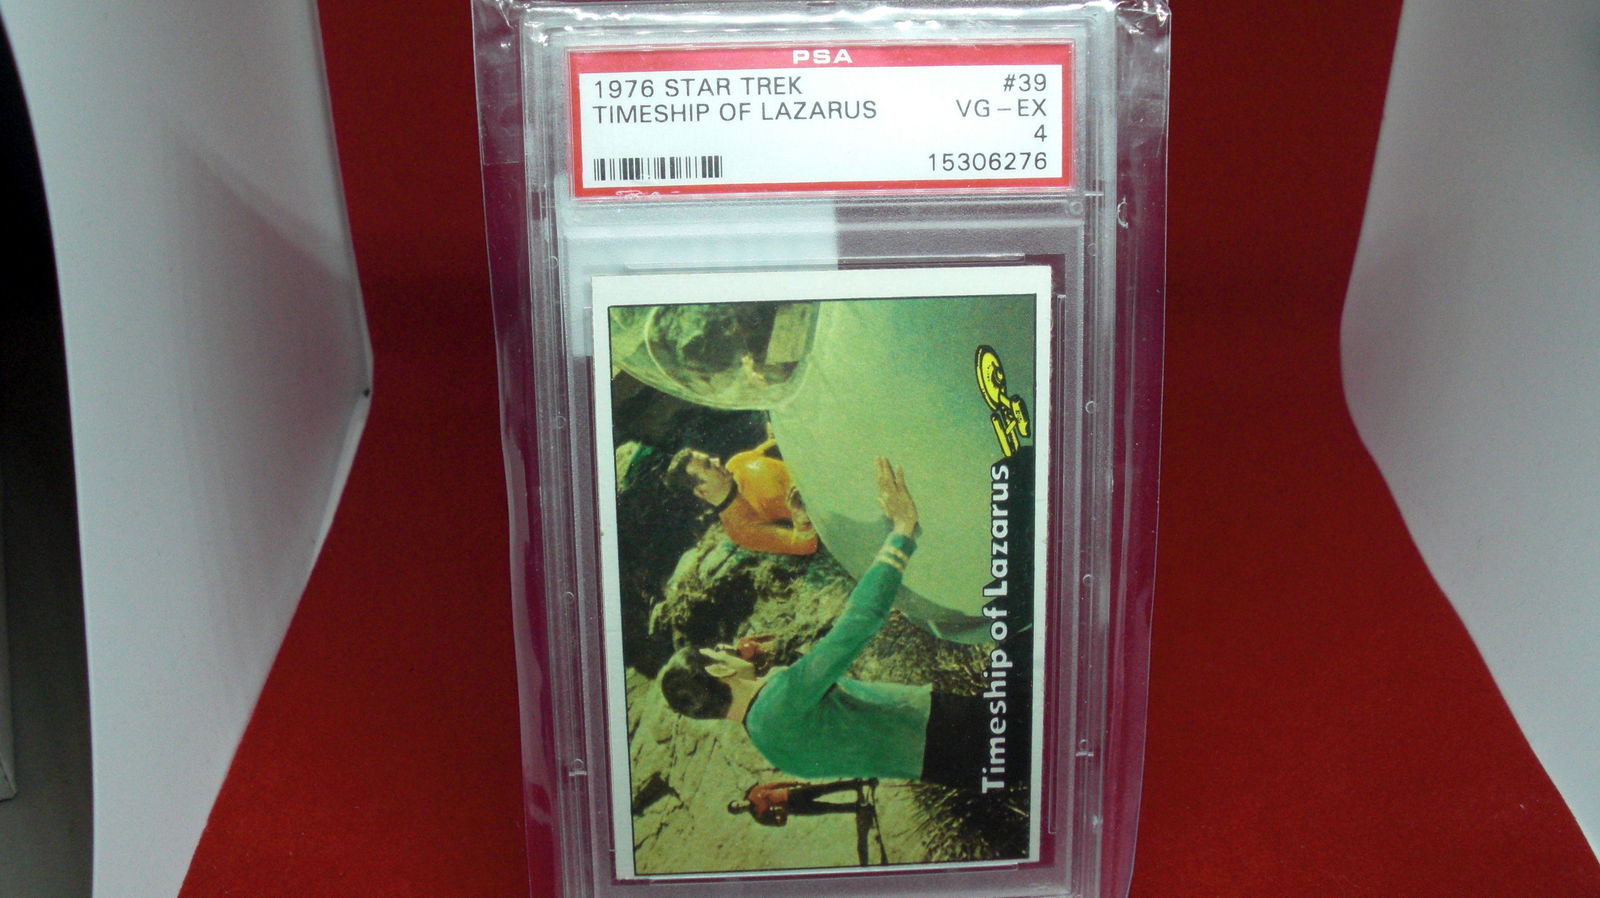 PSA
1976 STAR TREK #39
TIMESHIP OF LAZARUS VG-EX
4
15306276
Timeship of Lazarus